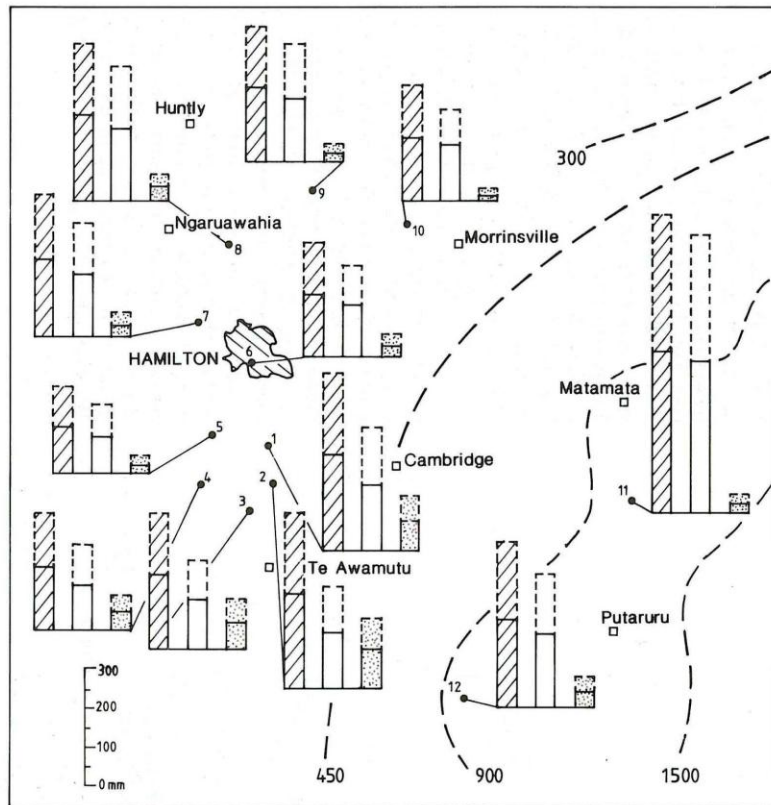 Huntly
300
9
Ngaruawahia
10
Morrinsville
8
7
HAMILTON
6
Matamata
5
1
Cambridge
4
2
3
11
Te Awamutu
Putaruru
300
12
200
100
0 mm
450
900
1500